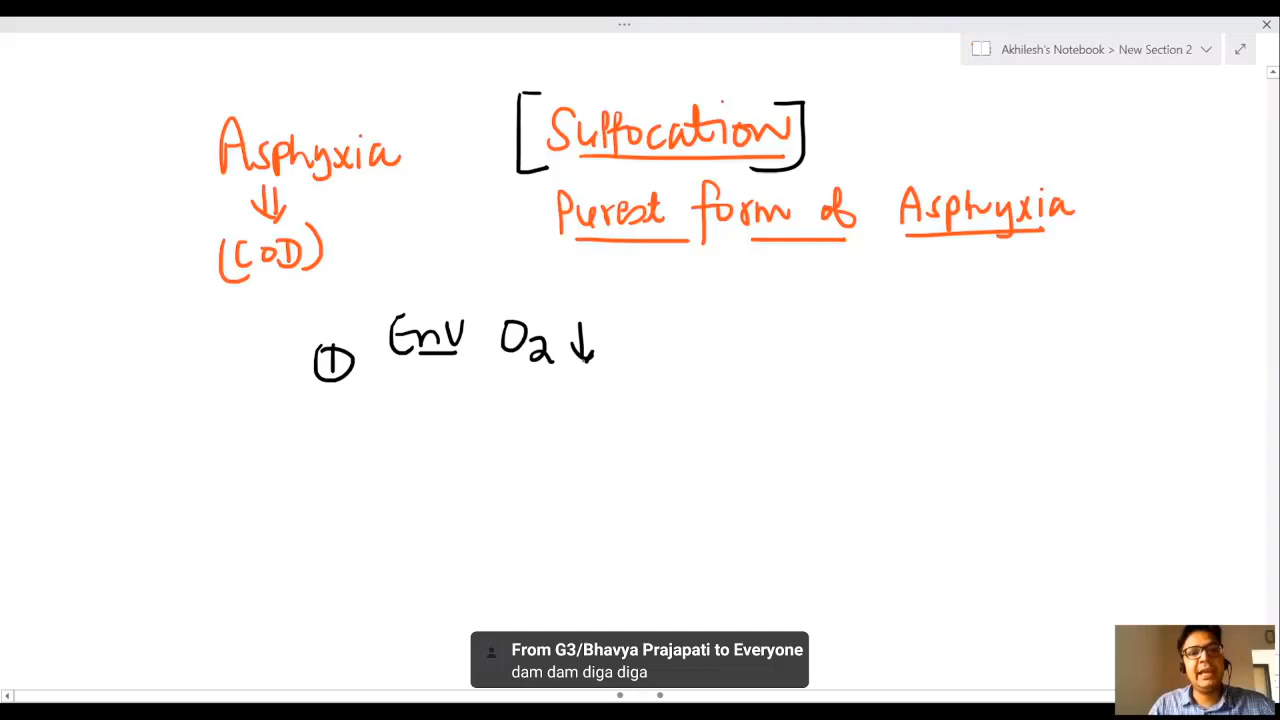 Akhilesh's Notebook > New Section 2
Asphyxia
(COD)
[Suffocation]
Purest form of Asphyxia
① Env O2 ↓
From G3/Bhavya Prajapati to Everyone
dam dam diga diga